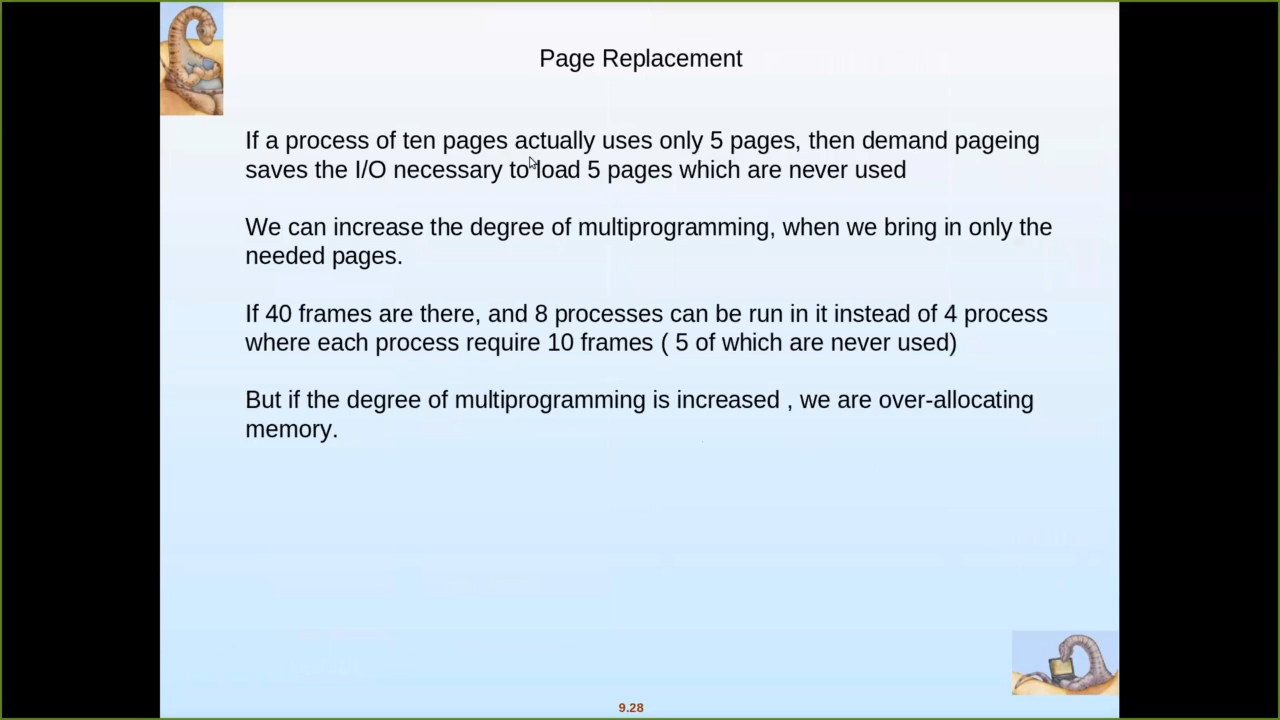 Page Replacement
If a process of ten pages actually uses only 5 pages, then demand pageing
saves the I/O necessary to load 5 pages which are never used
We can increase the degree of multiprogramming, when we bring in only the
needed pages.
If 40 frames are there, and 8 processes can be run in it instead of 4 process
where each process require 10 frames ( 5 of which are never used)
But if the degree of multiprogramming is increased , we are over-allocating
memory.
9.28